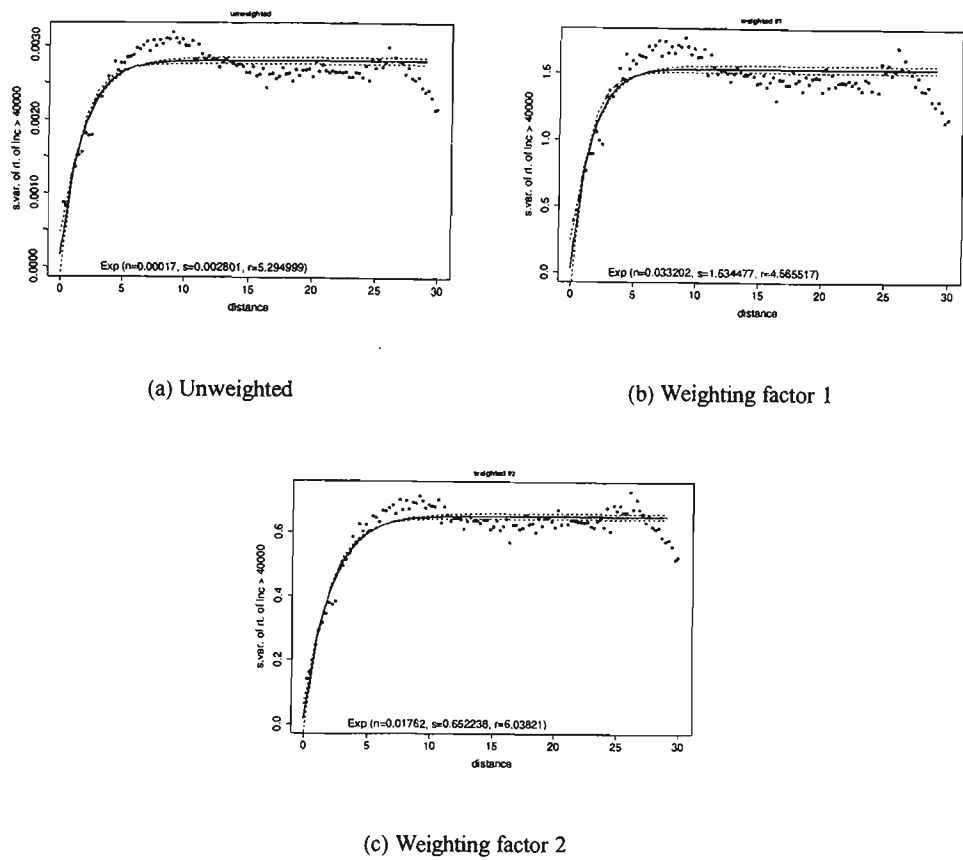 unweighted
s.var. of rt. of Inc > 40000
0.0000 0.0010 0.0020 0.0030
Exp (n=0.00017, s=0.002801, r=5.294999)
0 5 10 15 20 25 30
distance
(a) Unweighted
weighted #1
s.var. of rt. of Inc > 40000
0.0 0.5 1.0 1.5
Exp (n=0.033202, s=1.534477, r=4.565517)
0 5 10 15 20 25 30
distance
(b) Weighting factor 1
weighted #2
s.var. of rt. of Inc > 40000
0.0 0.2 0.4 0.6
Exp (n=0.01762, s=0.652238, r=6.03821)
0 5 10 15 20 25 30
distance
(c) Weighting factor 2